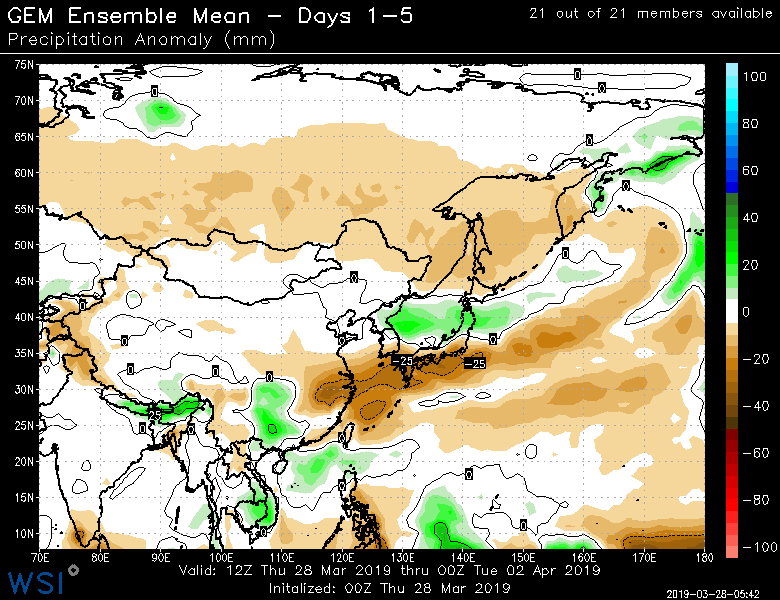 GEM Ensemble Mean – Days 1–5
21 out of 21 members available
Precipitation Anomaly (mm)
75N
70N
65N
60N
55N
50N
45N
40N
35N
30N
25N
20N
15N
10N
70E 80E 90E 100E 110E 120E 130E 140E 150E 160E 170E 180
100
80
60
40
20
0
−20
−40
−60
−80
−100
0
0
0
0
0
0
0
0
0
0
0
0
−25
−25
0
0
0
25
0
0
0
0
0
0
0
Valid: 12Z Thu 28 Mar 2019 thru 00Z Tue 02 Apr 2019
Initalized: 00Z Thu 28 Mar 2019
WSI
2019-03-28-05:42